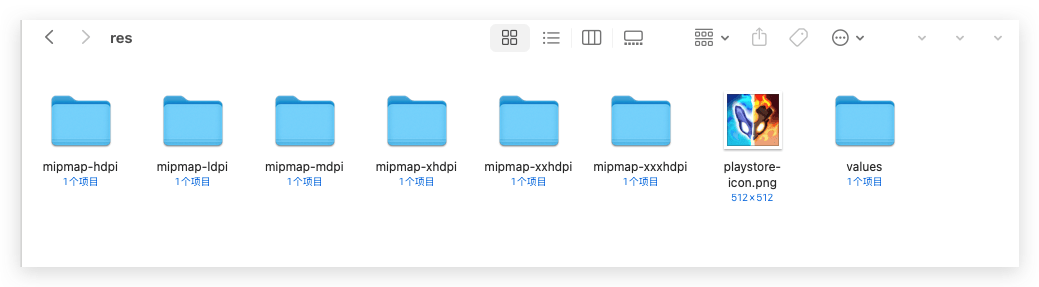 res
mipmap-hdpi
1个项目
mipmap-ldpi
1个项目
mipmap-mdpi
1个项目
mipmap-xhdpi
1个项目
mipmap-xxhdpi
1个项目
mipmap-xxxhdpi
1个项目
playstore-
icon.png
512×512
values
1个项目